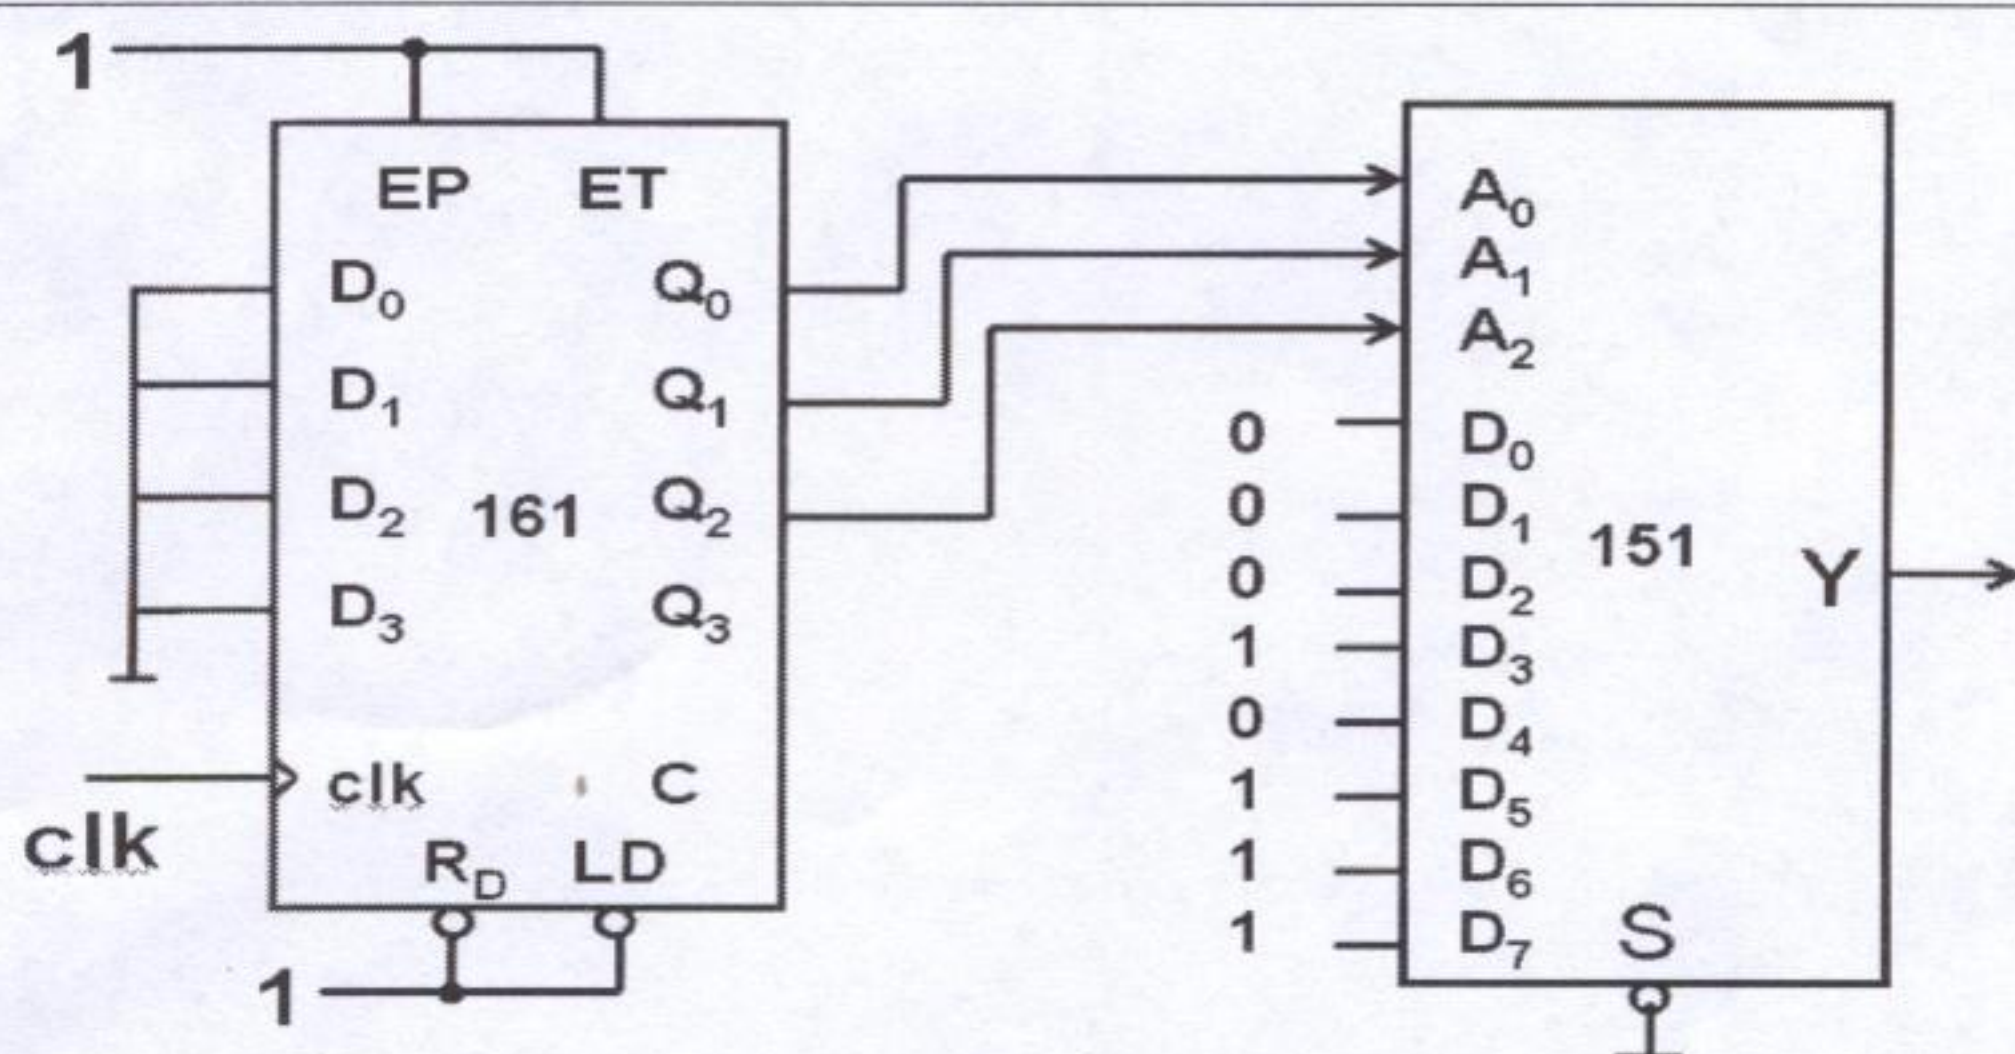 1
EP ET
D0 Q0
D1 Q1
D2 161 Q2
D3 Q3
clk C
clk
RD LD
1
A0
A1
A2
0 D0
0 D1
151
0 D2
Y
1 D3
0 D4
1 D5
1 D6
1 D7
S